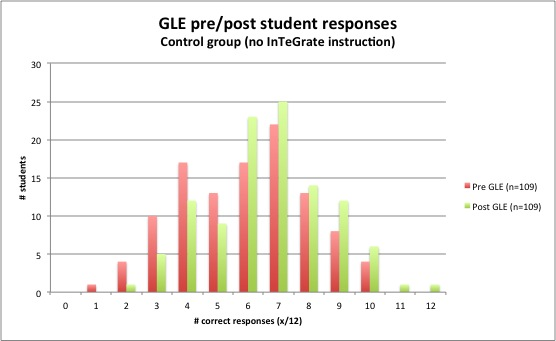 GLE pre/post student responses
Control group (no InTeGrate instruction)
30
25
20
15
10
5
0
# students
0 1 2 3 4 5 6 7 8 9 10 11 12
# correct responses (x/12)
Pre GLE (n=109)
Post GLE (n=109)